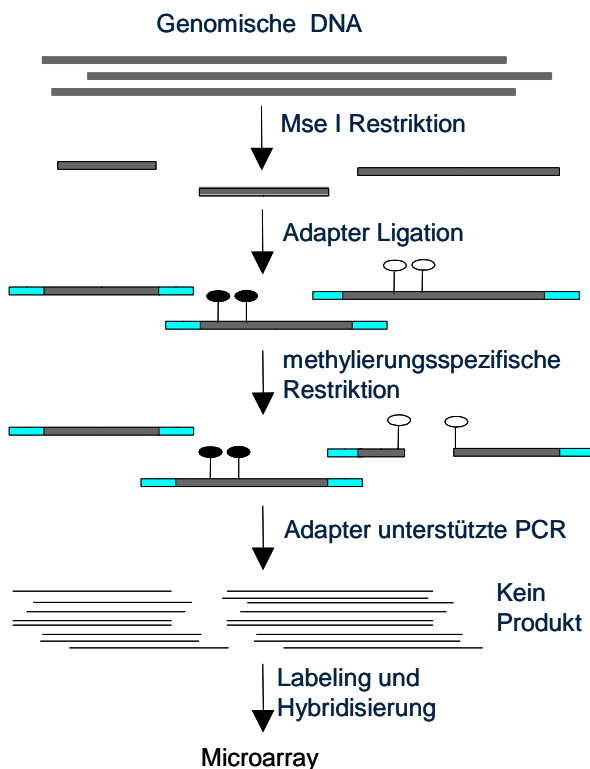 Genomische DNA
Mse I Restriktion
Adapter Ligation
methylierungsspezifische
Restriktion
Adapter unterstützte PCR
Kein
Produkt
Labeling und
Hybridisierung
Microarray